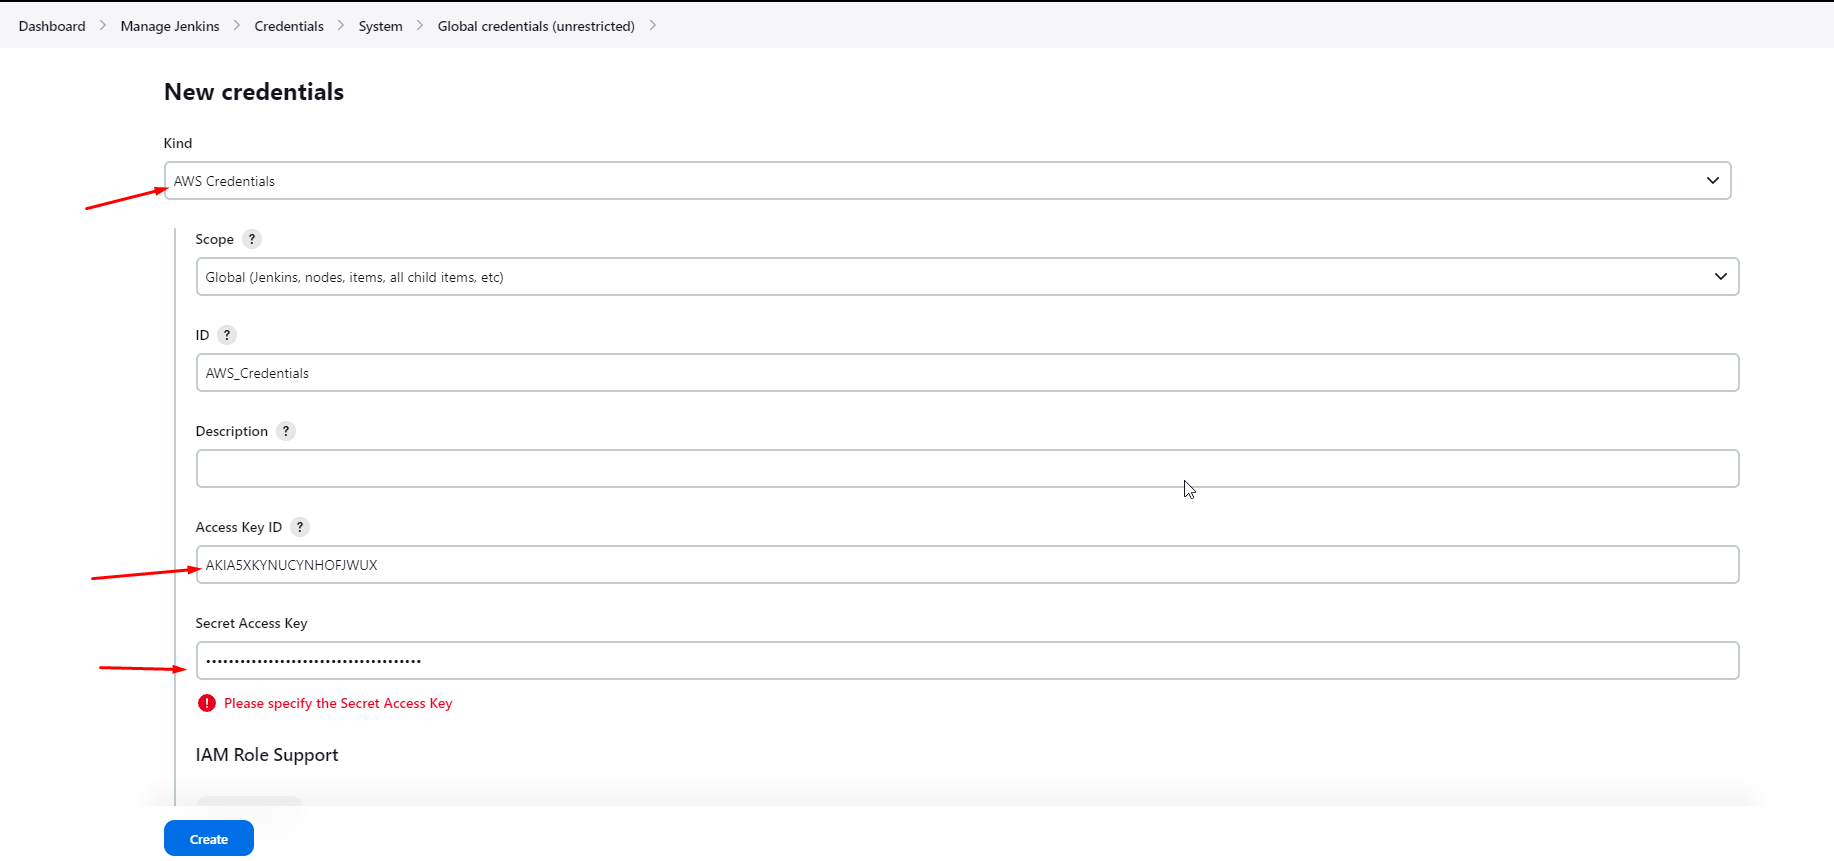 Dashboard > Manage Jenkins > Credentials > System > Global credentials (unrestricted) >
New credentials
Kind
AWS Credentials
Scope ?
Global (Jenkins, nodes, items, all child items, etc)
ID ?
AWS_Credentials
Description ?
Access Key ID ?
AKIA5XKYNUCYNHOFJWUX
Secret Access Key
••••••••••••••••••••••••••••••••••••••
! Please specify the Secret Access Key
IAM Role Support
Create